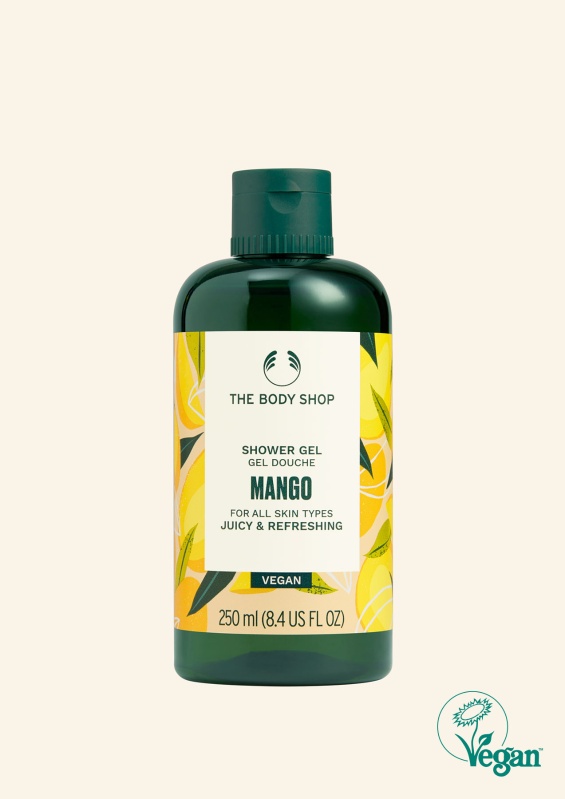 THE BODY SHOP
SHOWER GEL
GEL DOUCHE
MANGO
FOR ALL SKIN TYPES
JUICY & REFRESHING
VEGAN
250 ml (8.4 US FL OZ)
Vegan™